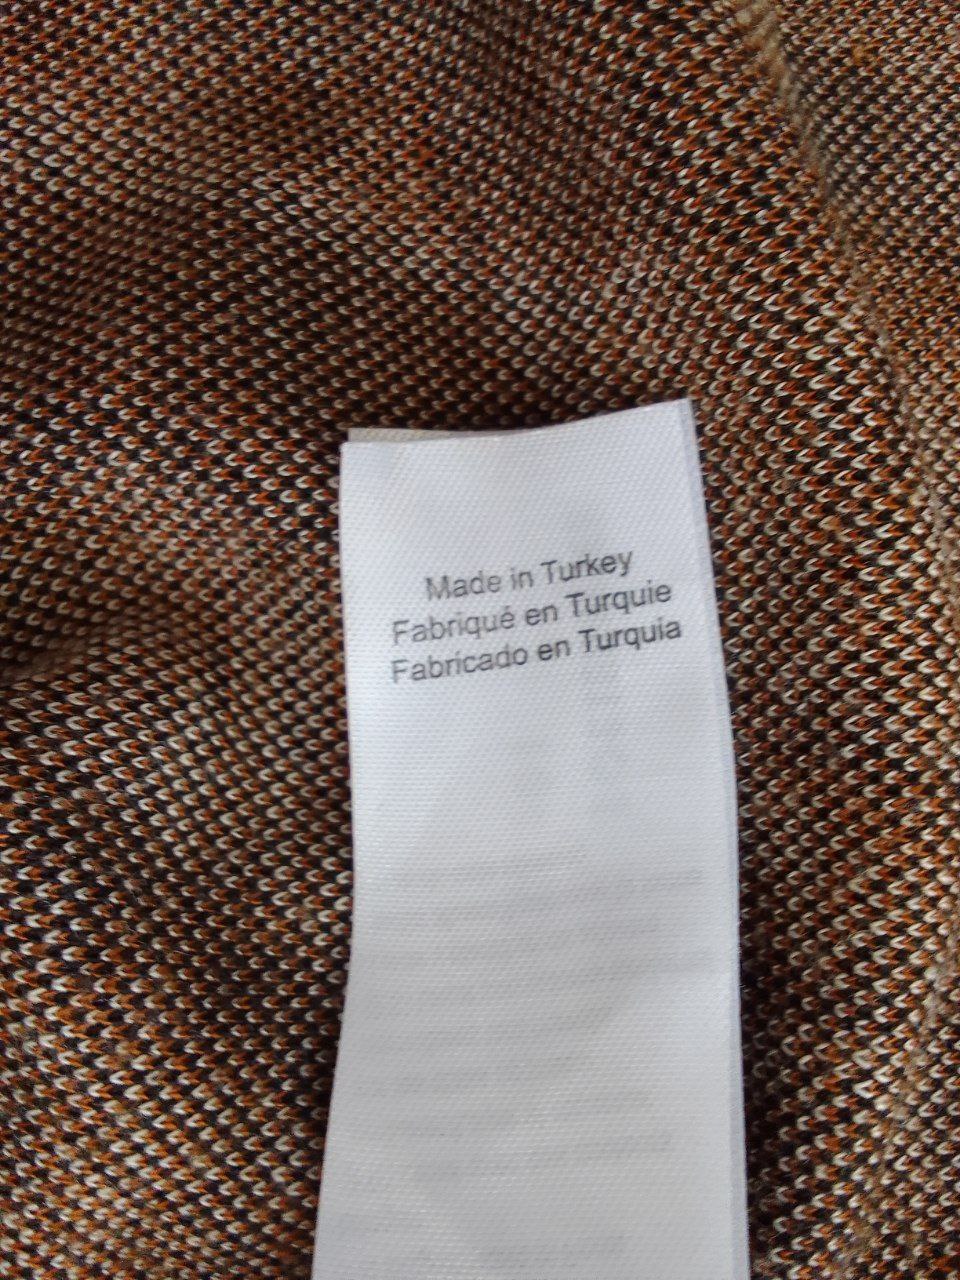 Made in Turkey
Fabriqué en Turquie
Fabricado en Turquia